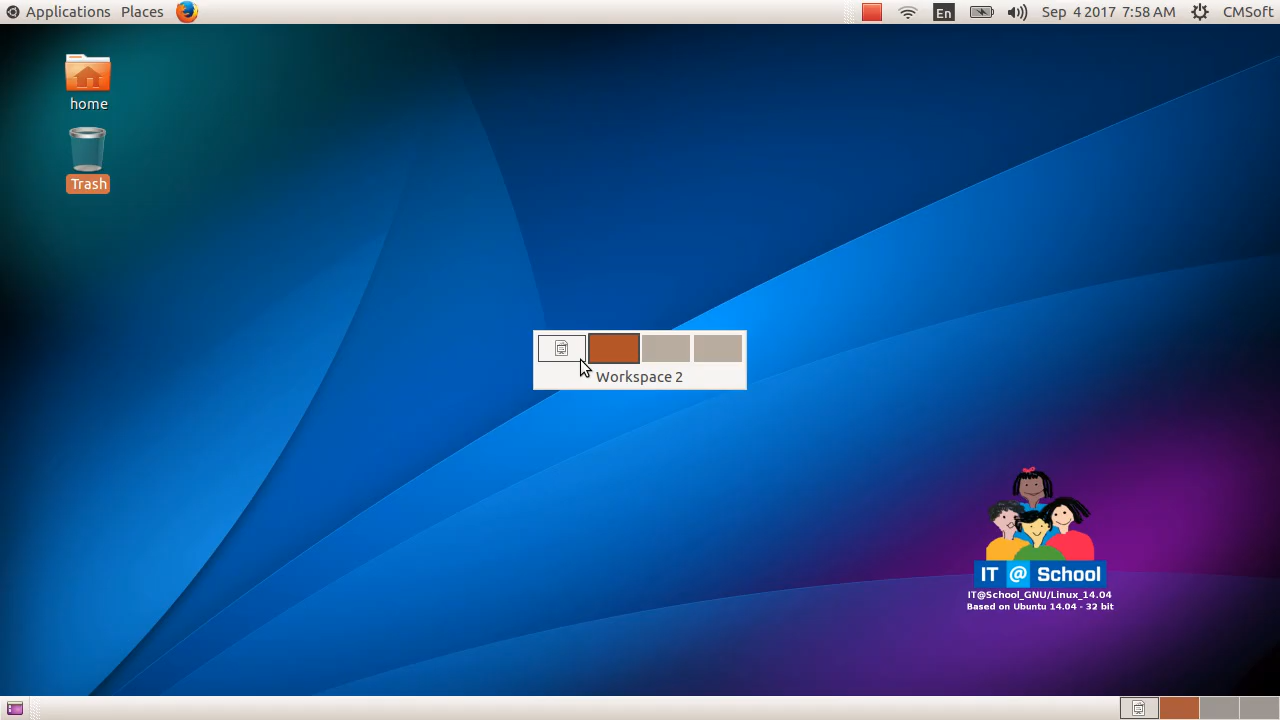 Applications Places En Sep 4 2017 7:58 AM CMSoft
home
Trash
Workspace 2
IT @ School
IT@School_GNU/Linux_14.04
Based on Ubuntu 14.04 - 32 bit